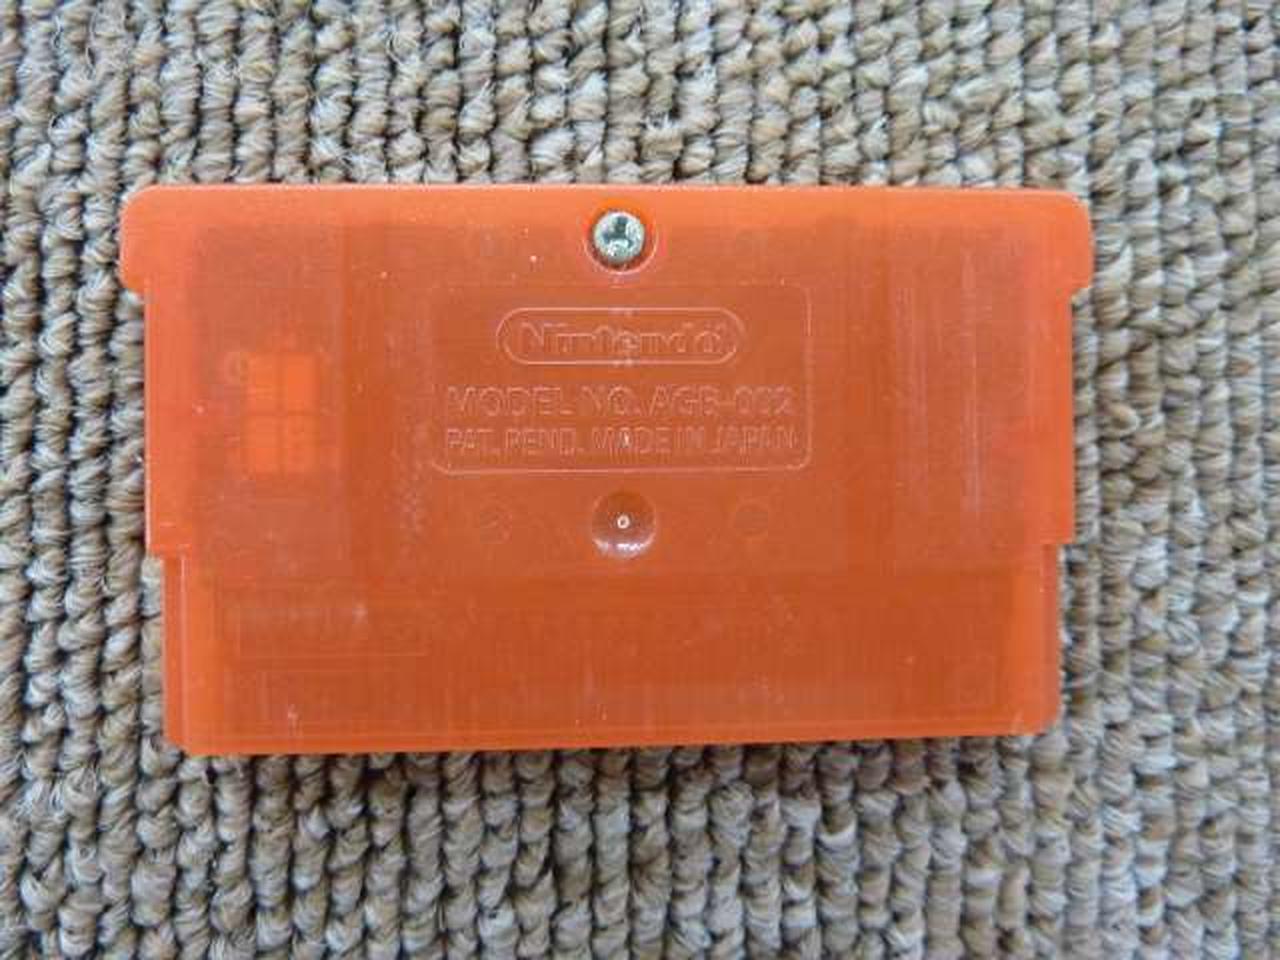 Nintendo
MODEL NO. AGB-002
PAT. PEND. MADE IN JAPAN